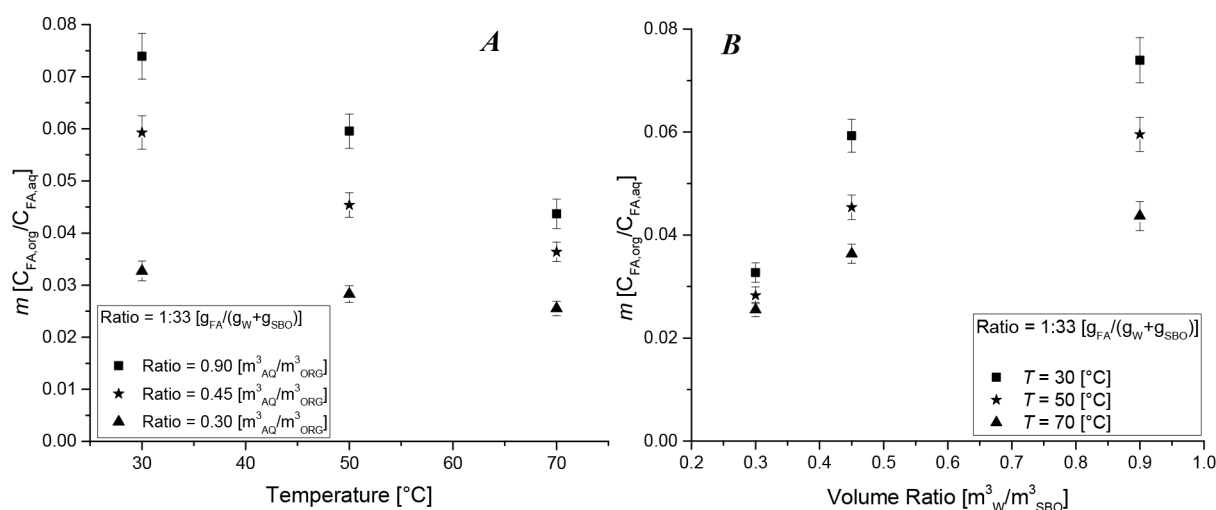 A
0.08
0.07
0.06
0.05
0.04
0.03
0.02
0.01
0.00
m [C_FA,org/C_FA,aq]
Ratio = 1:33 [g_FA/(g_W+g_SBO)]
Ratio = 0.90 [m³_AQ/m³_ORG]
Ratio = 0.45 [m³_AQ/m³_ORG]
Ratio = 0.30 [m³_AQ/m³_ORG]
30 40 50 60 70
Temperature [°C]
B
0.08
0.06
0.04
0.02
0.00
m [C_FA,org/C_FA,aq]
Ratio = 1:33 [g_FA/(g_W+g_SBO)]
T = 30 [°C]
T = 50 [°C]
T = 70 [°C]
0.2 0.3 0.4 0.5 0.6 0.7 0.8 0.9 1.0
Volume Ratio [m³_W/m³_SBO]